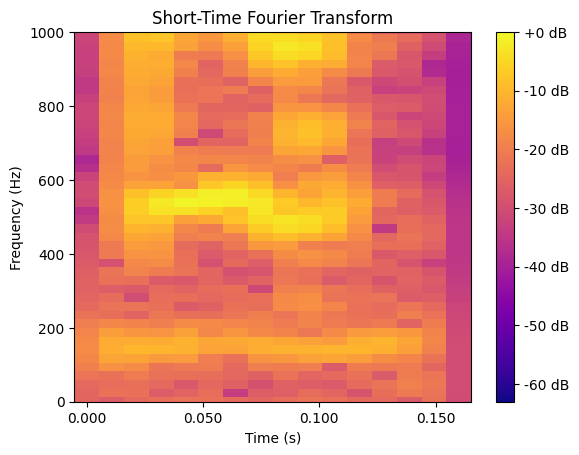 Short-Time Fourier Transform
1000
800
600
400
200
0
Frequency (Hz)
0.000
0.050
0.100
0.150
Time (s)
+0 dB
-10 dB
-20 dB
-30 dB
-40 dB
-50 dB
-60 dB